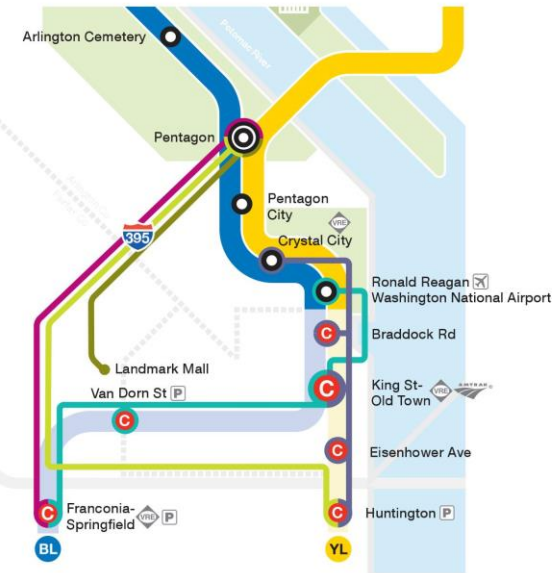 Arlington Cemetery
Potomac River
Pentagon
Pentagon
City
VRE
395
Crystal City
Ronald Reagan
Washington National Airport
C
Braddock Rd
Landmark Mall
Van Dorn St P
C
C
King St-
Old Town
VRE
AMTRAK
C
Eisenhower Ave
C
Franconia-
Springfield
VRE
P
C
Huntington P
BL
YL